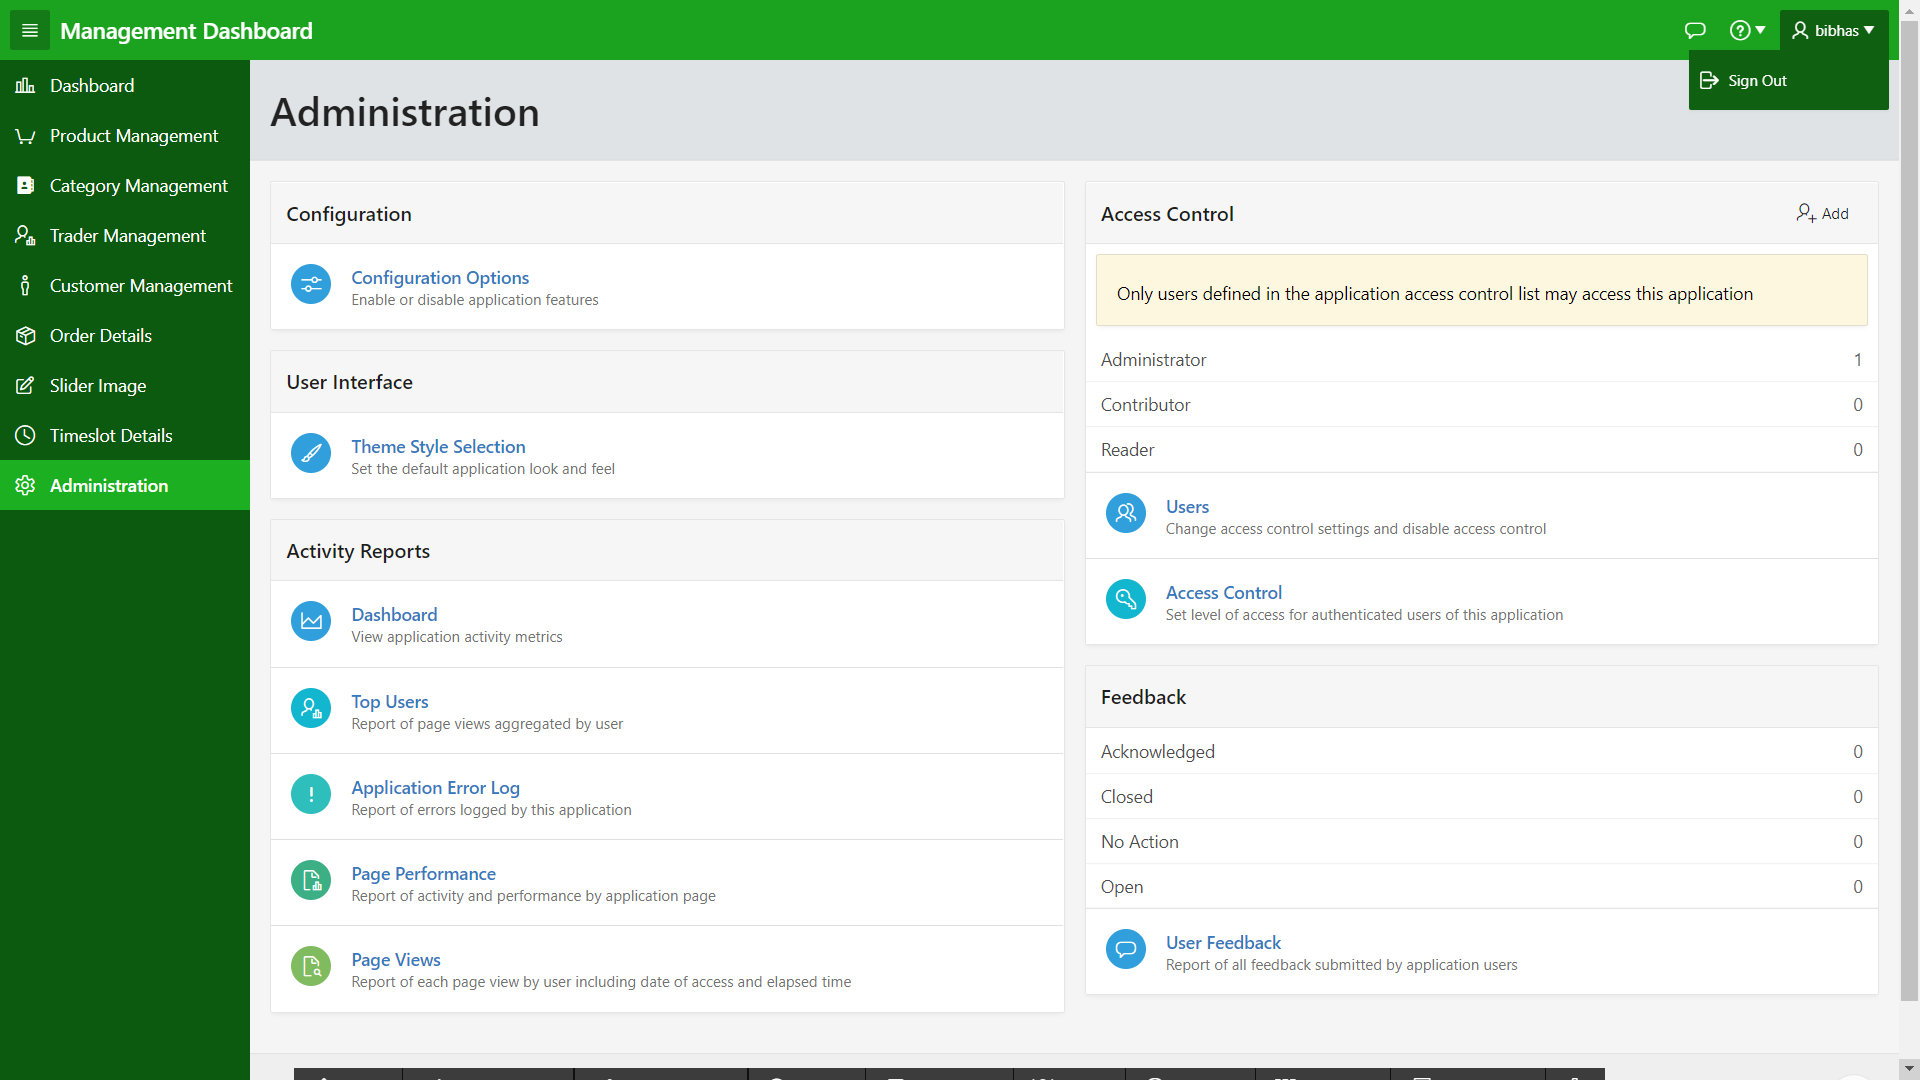 Management Dashboard
bibhas
Sign Out
Dashboard
Product Management
Category Management
Trader Management
Customer Management
Order Details
Slider Image
Timeslot Details
Administration
Administration
Configuration
Configuration Options
Enable or disable application features
User Interface
Theme Style Selection
Set the default application look and feel
Activity Reports
Dashboard
View application activity metrics
Top Users
Report of page views aggregated by user
Application Error Log
Report of errors logged by this application
Page Performance
Report of activity and performance by application page
Page Views
Report of each page view by user including date of access and elapsed time
Access Control
Add
Only users defined in the application access control list may access this application
Administrator 1
Contributor 0
Reader 0
Users
Change access control settings and disable access control
Access Control
Set level of access for authenticated users of this application
Feedback
Acknowledged 0
Closed 0
No Action 0
Open 0
User Feedback
Report of all feedback submitted by application users